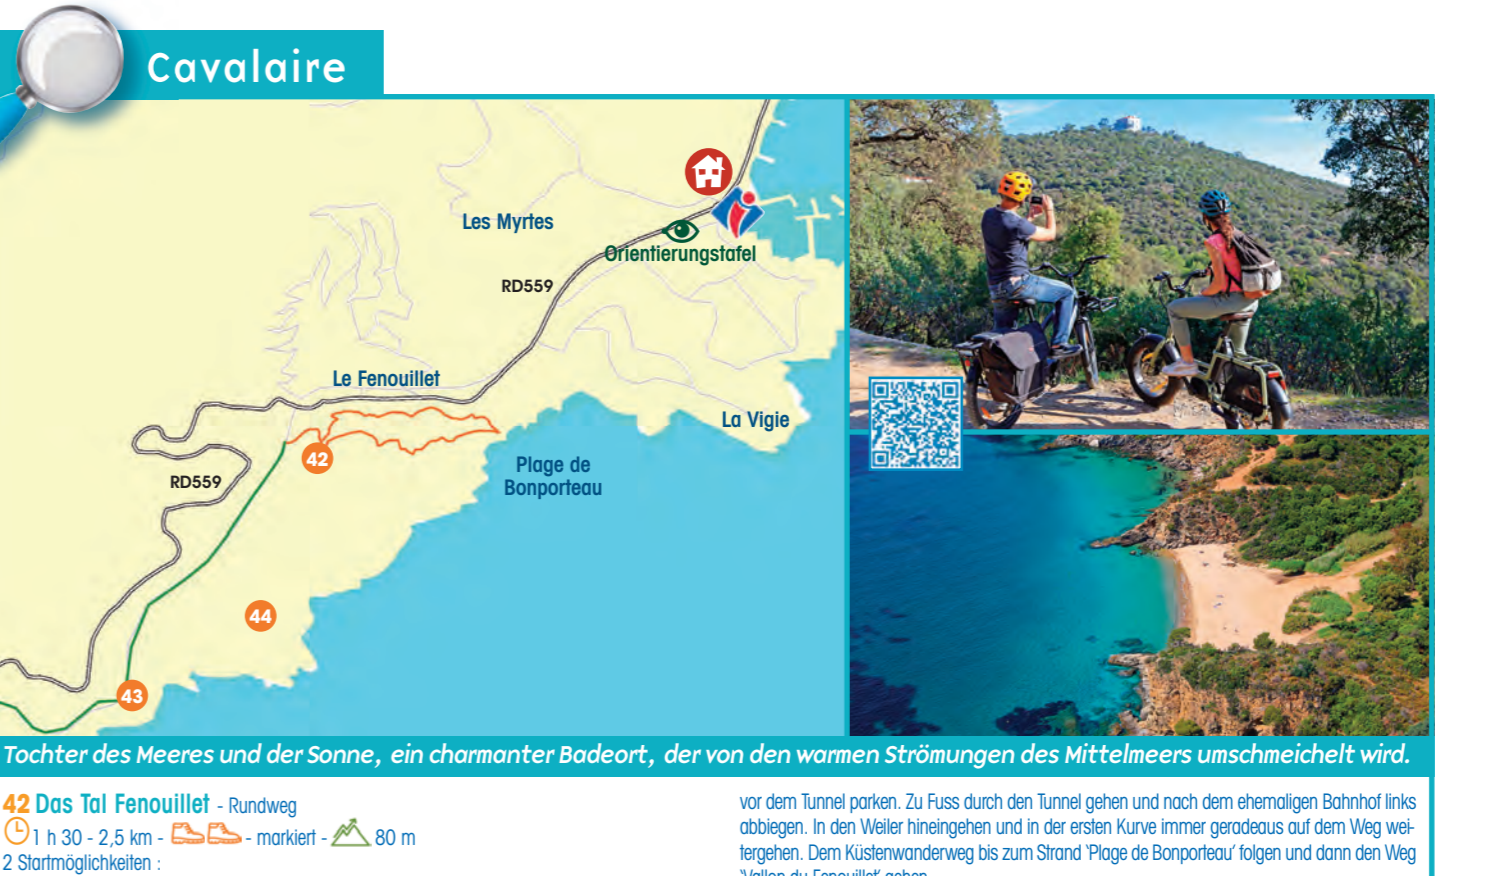 Cavalaire
Les Myrtes
Orientierungstafel
RD559
Le Fenouillet
La Vigie
42
Plage de
Bonporteau
RD559
44
43
Tochter des Meeres und der Sonne, ein charmanter Badeort, der von den warmen Strömungen des Mittelmeers umschmeichelt wird.
42 Das Tal Fenouillet - Rundweg
1 h 30 - 2,5 km - - markiert - 80 m
2 Startmöglichkeiten :
vor dem Tunnel parken. Zu Fuss durch den Tunnel gehen und nach dem ehemaligen Bahnhof links
abbiegen. In den Weiler hineingehen und in der ersten Kurve immer geradeaus auf dem Weg wei-
tergehen. Dem Küstenwanderweg bis zum Strand ‘Plage de Bonporteau’ folgen und dann den Weg
‘Vallon du Fenouillet’ gehen